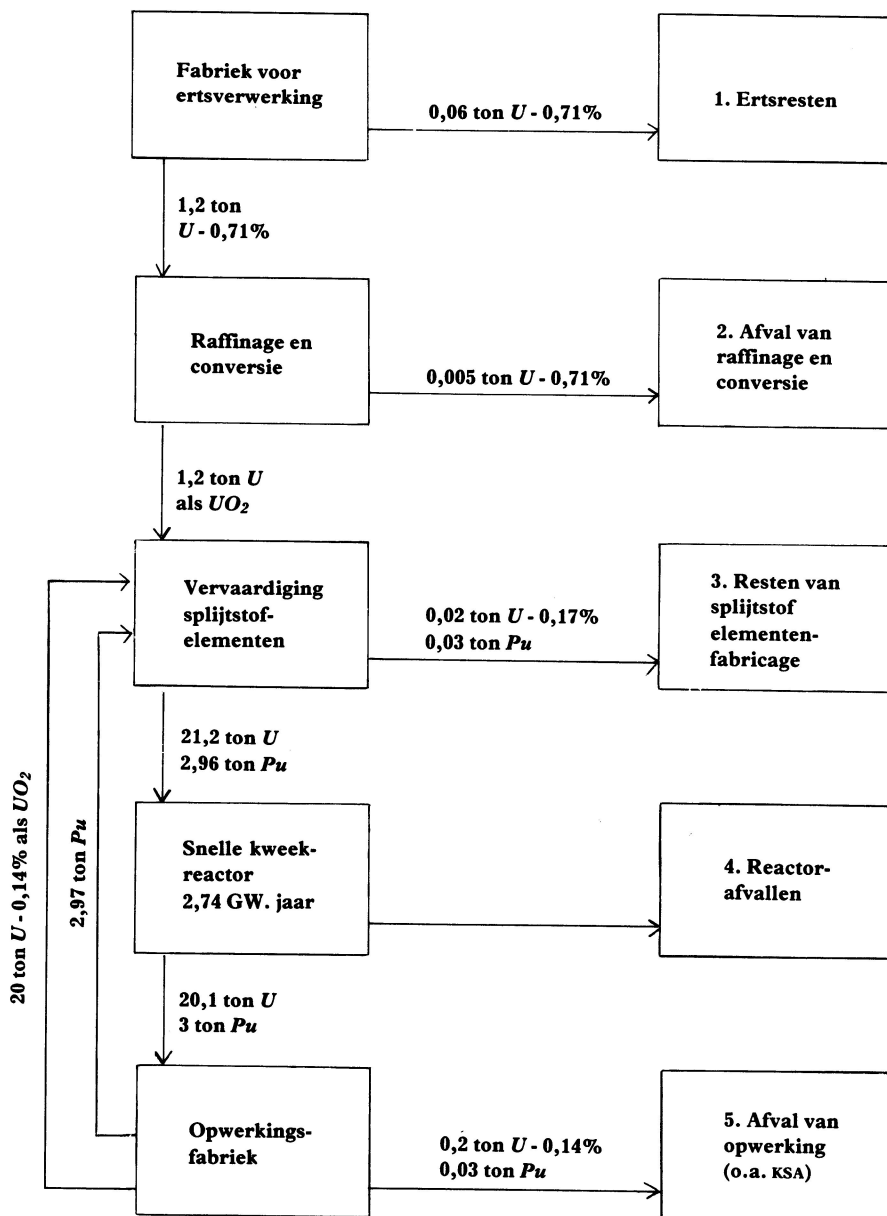 Fabriek voor
ertsverwerking
0,06 ton U - 0,71%
1. Ertsresten
1,2 ton
U - 0,71%
Raffinage en
conversie
0,005 ton U - 0,71%
2. Afval van
raffinage en
conversie
1,2 ton U
als UO2
Vervaardiging
splijtstof-
elementen
0,02 ton U - 0,17%
0,03 ton Pu
3. Resten van
splijtstof
elementen-
fabricage
21,2 ton U
2,96 ton Pu
20 ton U - 0,14% als UO2
2,97 ton Pu
Snelle kweek-
reactor
2,74 GW. jaar
4. Reactor-
afvallen
20,1 ton U
3 ton Pu
Opwerkings-
fabriek
0,2 ton U - 0,14%
0,03 ton Pu
5. Afval van
opwerking
(o.a. KSA)